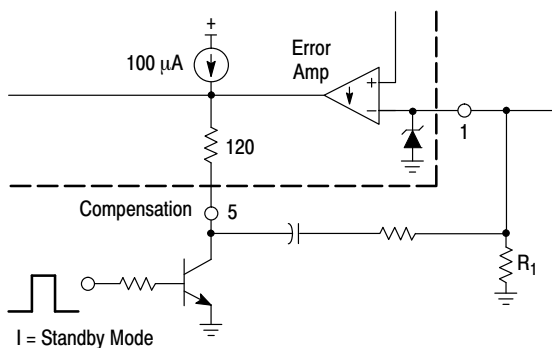 +
100 µA
Error
Amp
+
−
1
120
Compensation
5
R1
I = Standby Mode